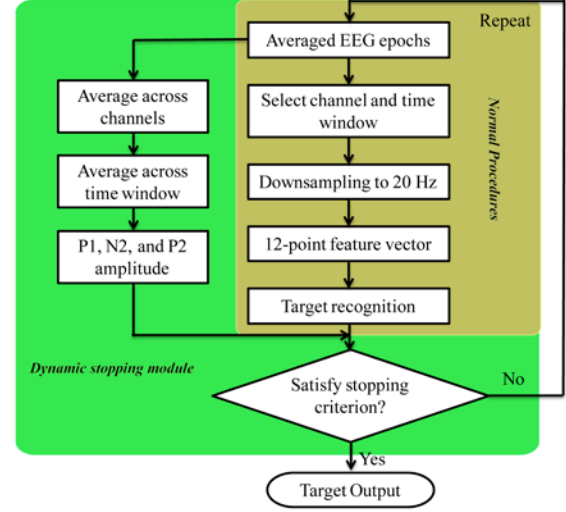 Repeat
Averaged EEG epochs
Average across
channels
Select channel and time
window
Normal Procedures
Average across
time window
Downsampling to 20 Hz
P1, N2, and P2
amplitude
12-point feature vector
Target recognition
Dynamic stopping module
Satisfy stopping
criterion?
No
Yes
Target Output